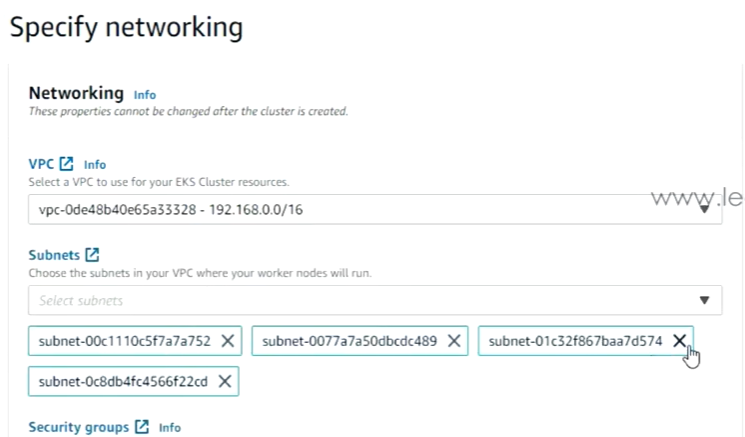 Specify networking
Networking Info
These properties cannot be changed after the cluster is created.
VPC Info
Select a VPC to use for your EKS Cluster resources.
www.le
vpc-0de48b40e65a33328 - 192.168.0.0/16
Subnets
Choose the subnets in your VPC where your worker nodes will run.
Select subnets
subnet-00c1110c5f7a7a752 subnet-0077a7a50dbcdc489 subnet-01c32f867baa7d574
subnet-0c8db4fc4566f22cd
Security groups Info